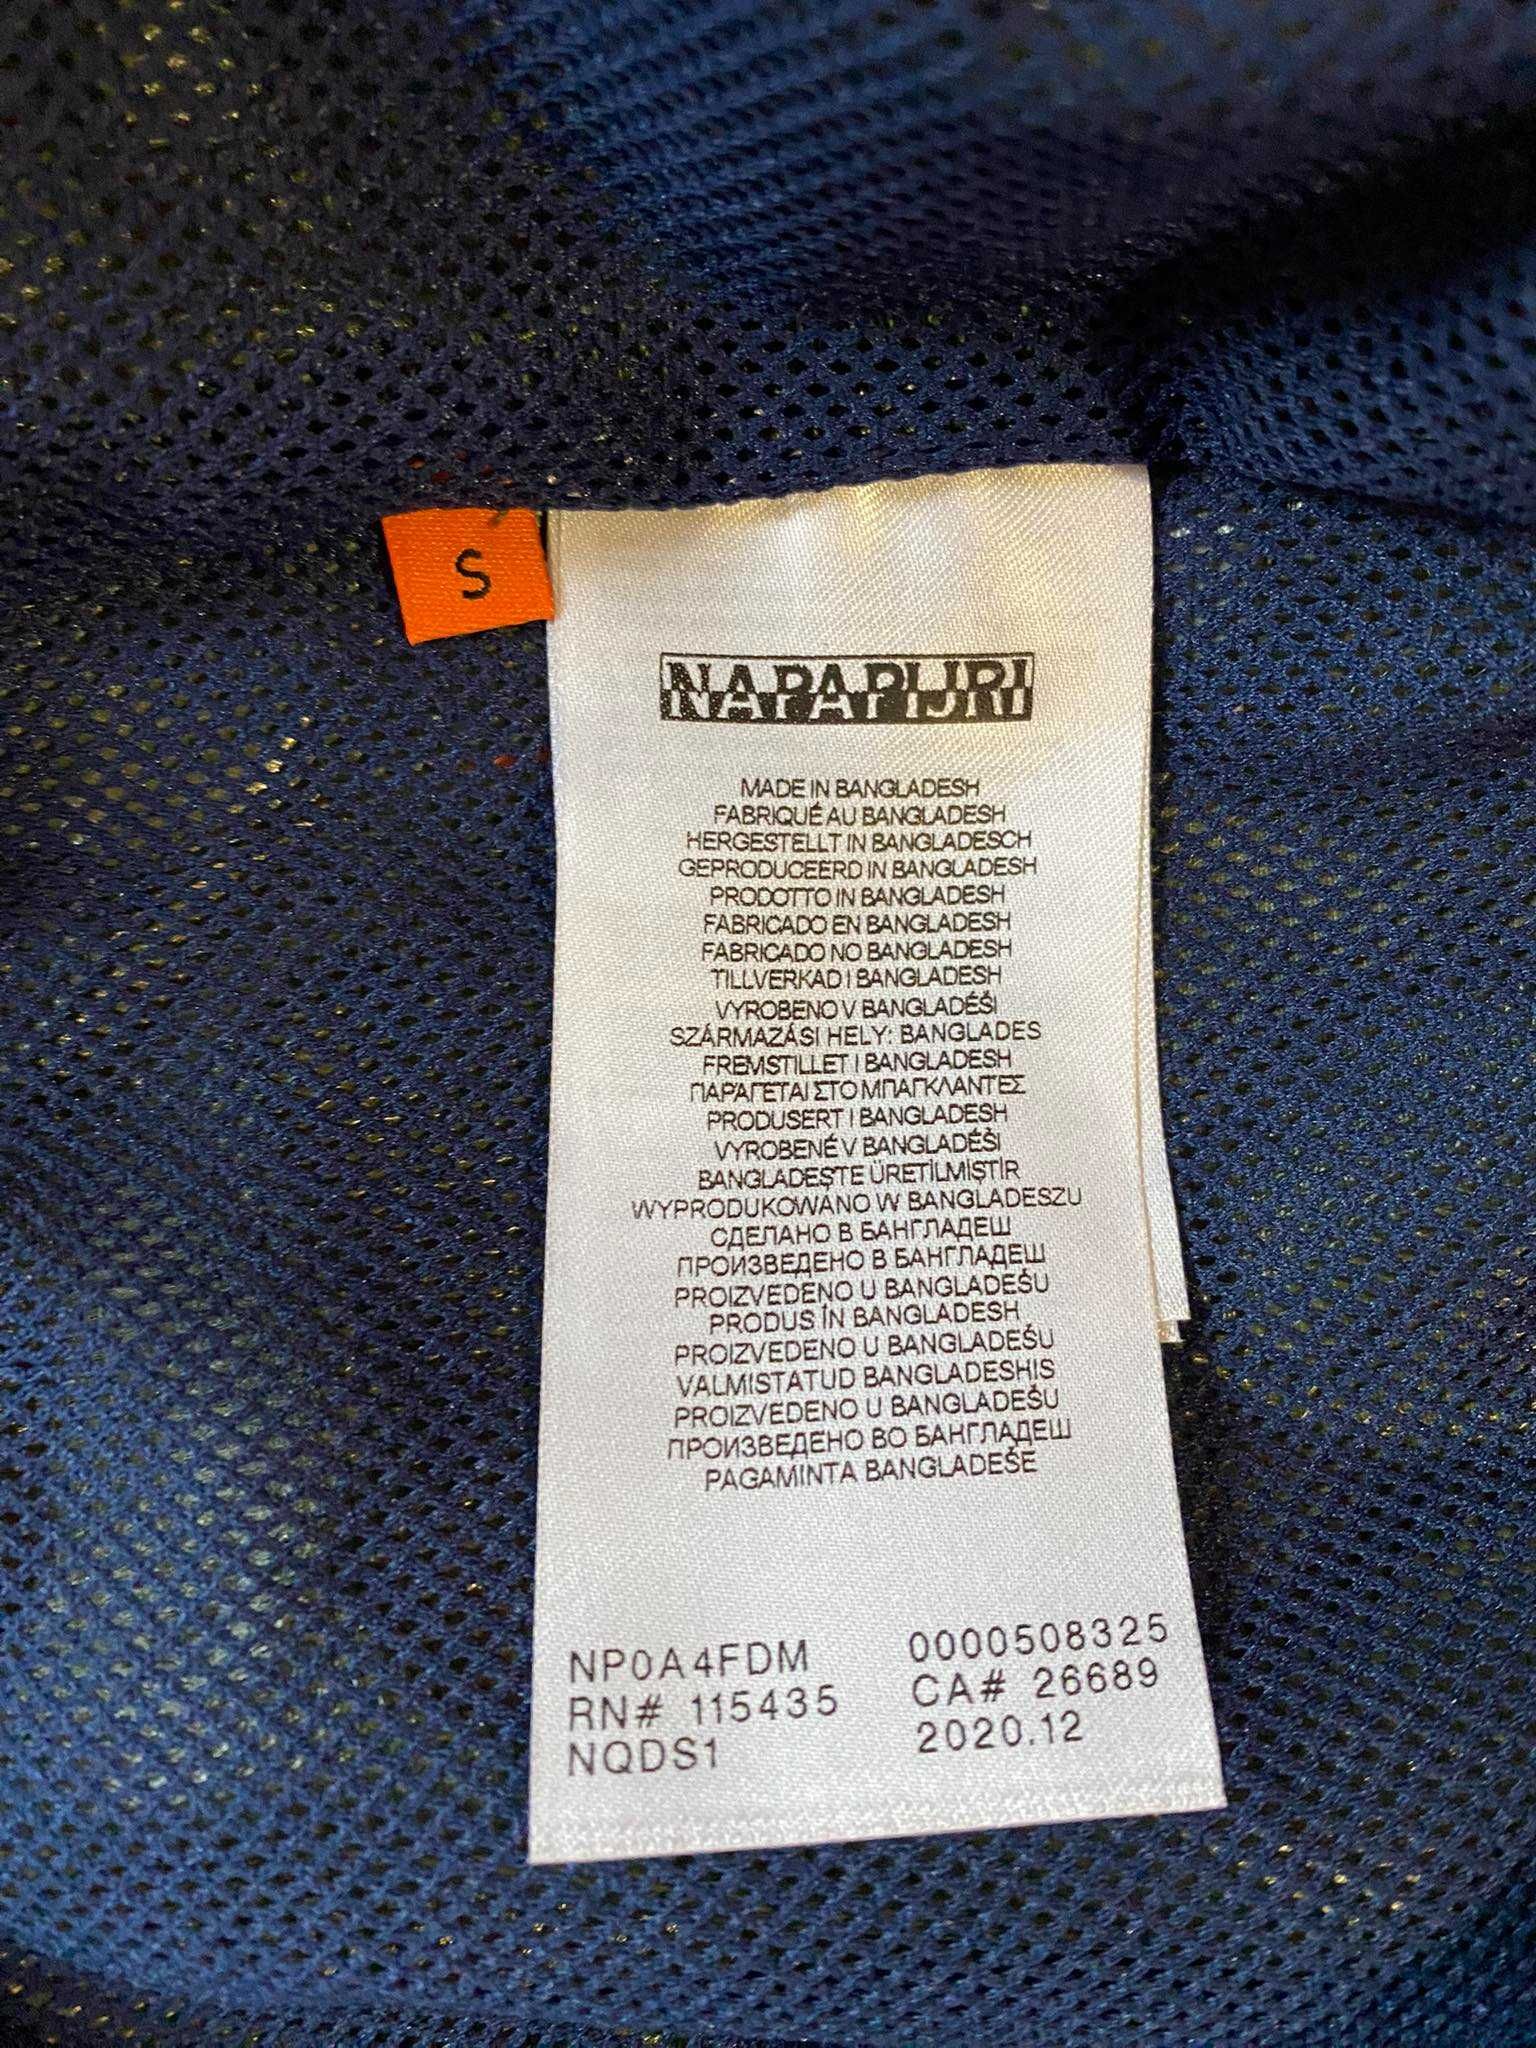 S
NAPAPIJRI
MADE IN BANGLADESH
FABRIQUÉ AU BANGLADESH
HERGESTELLT IN BANGLADESCH
GEPRODUCEERD IN BANGLADESH
PRODOTTO IN BANGLADESH
FABRICADO EN BANGLADESH
FABRICADO NO BANGLADESH
TILLVERKAD I BANGLADESH
VYROBENO V BANGLADÉŠI
SZÁRMAZÁSI HELY: BANGLADES
FREMSTILLET I BANGLADESH
ΠΑΡΑΓΕΤΑΙ ΣΤΟ ΜΠΑΓΚΛΑΝΤΕΣ
PRODUSERT I BANGLADESH
VYROBENÉ V BANGLADÉŠI
BANGLADEŞTE ÜRETİLMİŞTİR
WYPRODUKOWANO W BANGLADESZU
СДЕЛАНО В БАНГЛАДЕШ
ПРОИЗВЕДЕНО В БАНГЛАДЕШ
PROIZVEDENO U BANGLADEŠU
PRODUS ÎN BANGLADESH
PROIZVEDENO U BANGLADEŠU
VALMISTATUD BANGLADESHIS
PROIZVEDENO U BANGLADEŠU
ПРОИЗВЕДЕНО ВО БАНГЛАДЕШ
PAGAMINTA BANGLADEŠE
NP0A4FDM 0000508325
RN# 115435 CA# 26689
NQDS1 2020.12